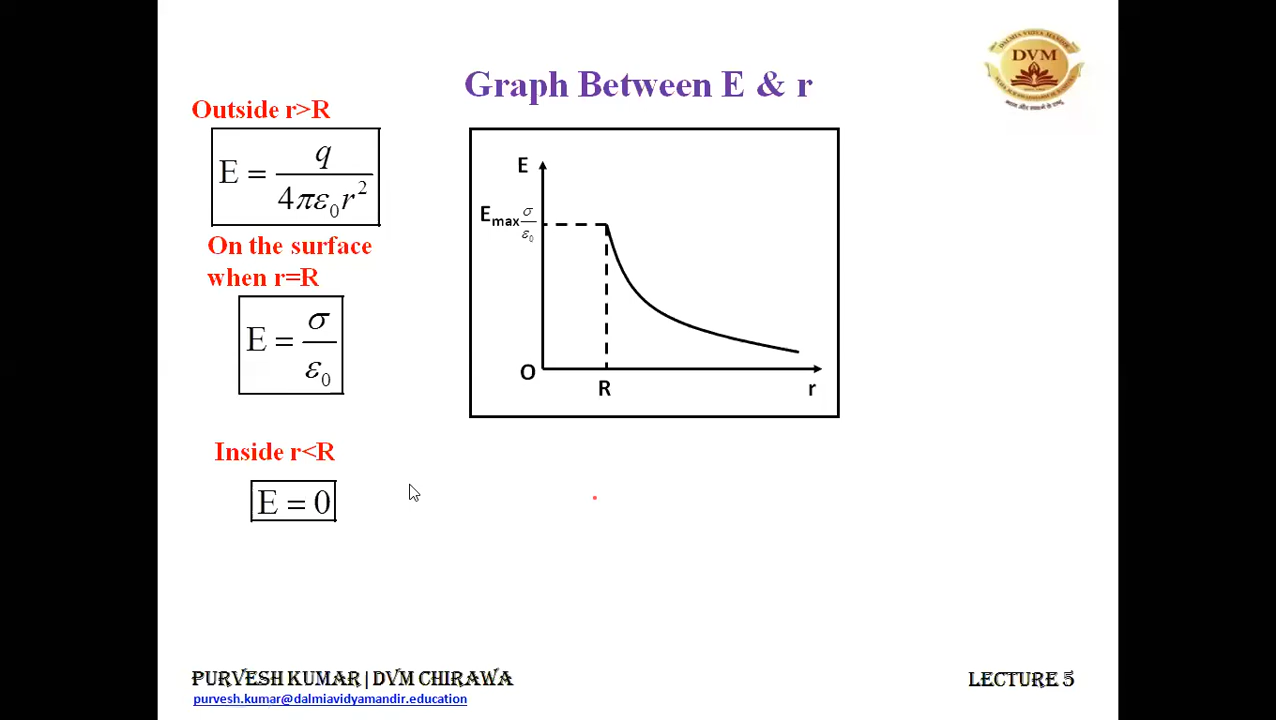 Graph Between E & r
DVM
Outside r>R
E = q / 4πε₀r²
On the surface
when r=R
E = σ / ε₀
Inside r<R
E = 0
E
Emax σ/ε₀
O
R
r
PURVESH KUMAR|DVM CHIRAWA
LECTURE 5
purvesh.kumar@dalmiavidyamandir.education